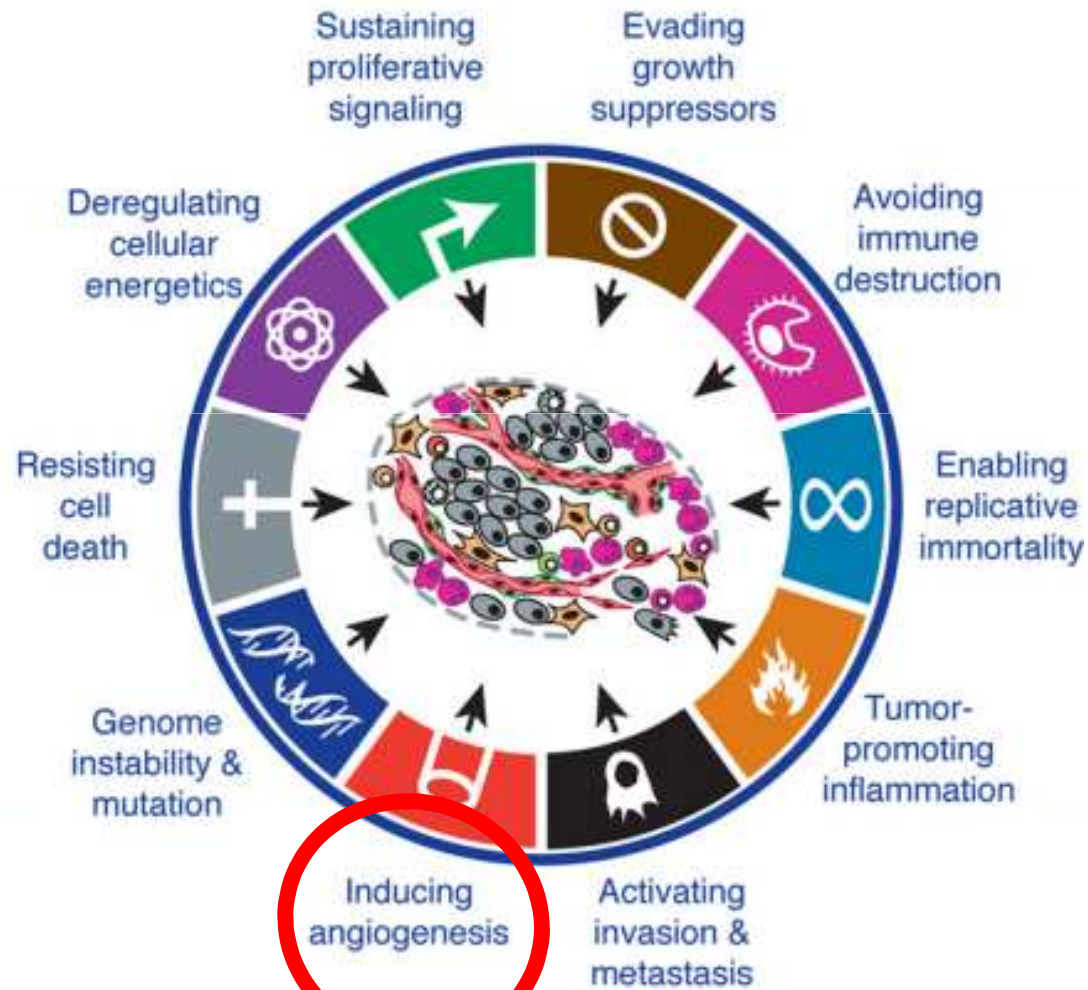 Sustaining
proliferative
signaling
Evading
growth
suppressors
Deregulating
cellular
energetics
Avoiding
immune
destruction
Resisting
cell
death
Enabling
replicative
immortality
Genome
instability &
mutation
Tumor-
promoting
inflammation
Inducing
angiogenesis
Activating
invasion &
metastasis